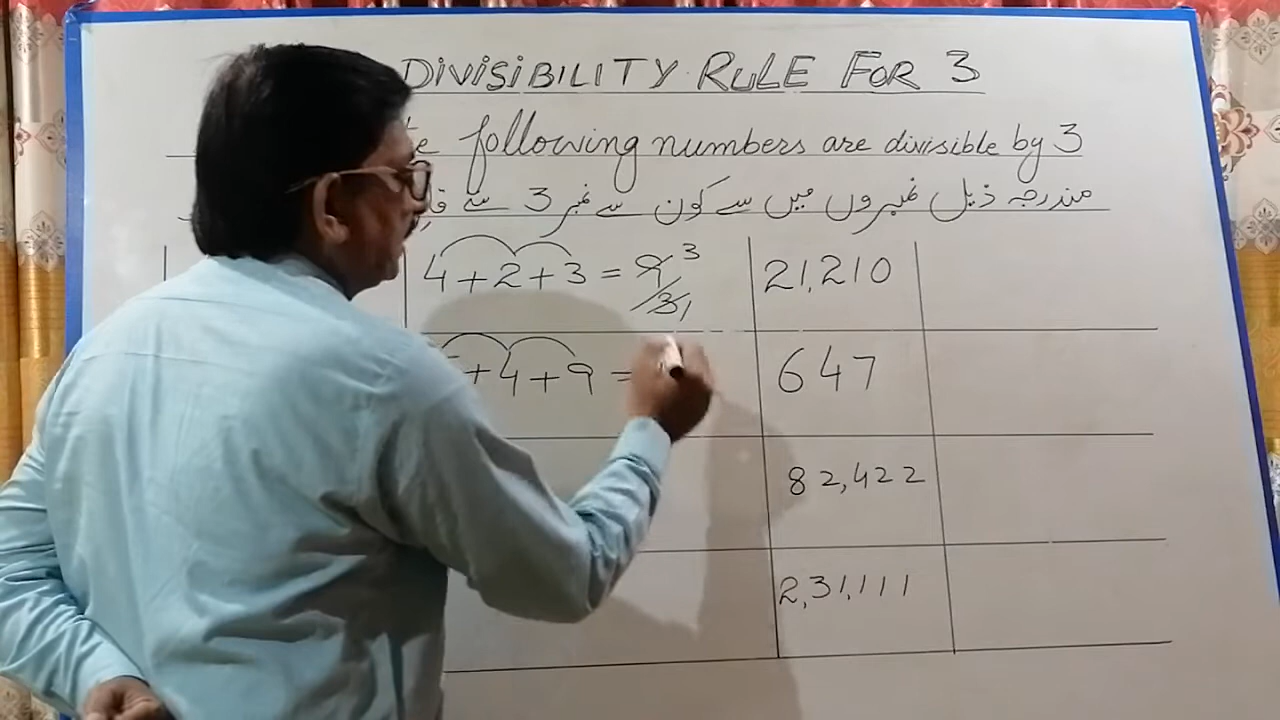 DIVISIBILITY RULE FOR 3
following numbers are divisible by 3
مندرجہ ذیل نمبروں میں سے کون سے نمبر 3 سے
4 + 2 + 3 = 9/3 3 1
21,210
+ 4 + 9 =
647
82,422
2,31,111